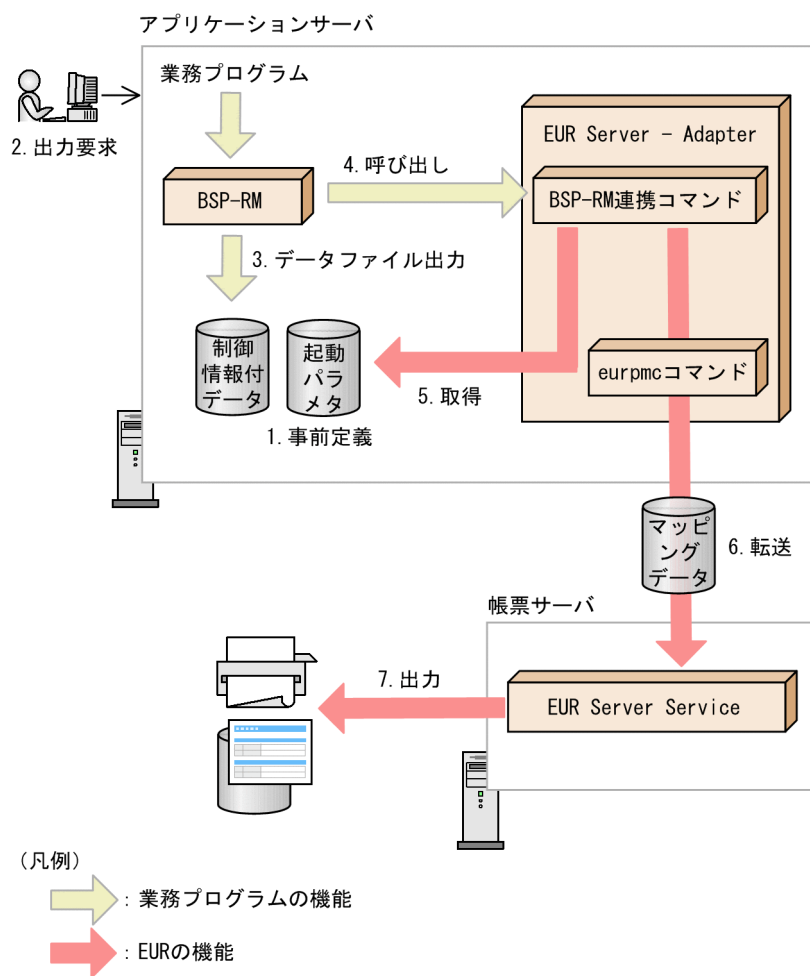 アプリケーションサーバ
業務プログラム
2.出力要求
EUR Server － Adapter
4.呼び出し
BSP-RM
BSP-RM連携コマンド
3.データファイル出力
制御
情報付
データ
起動
パラ
メタ
eurpmcコマンド
5.取得
1.事前定義
マッピ
ング
データ
6.転送
帳票サーバ
7.出力
EUR Server Service
（凡例）
：業務プログラムの機能
：EURの機能